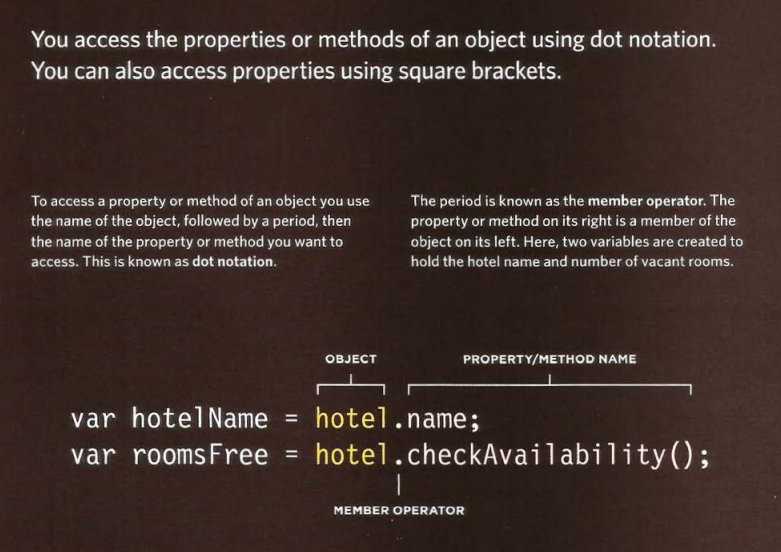 You access the properties or methods of an object using dot notation.
You can also access properties using square brackets.
To access a property or method of an object you use
the name of the object, followed by a period, then
the name of the property or method you want to
access. This is known as dot notation.
The period is known as the member operator. The
property or method on its right is a member of the
object on its left. Here, two variables are created to
hold the hotel name and number of vacant rooms.
OBJECT
PROPERTY/METHOD NAME
var hotelName = hotel.name;
var roomsFree = hotel.checkAvailability();
MEMBER OPERATOR